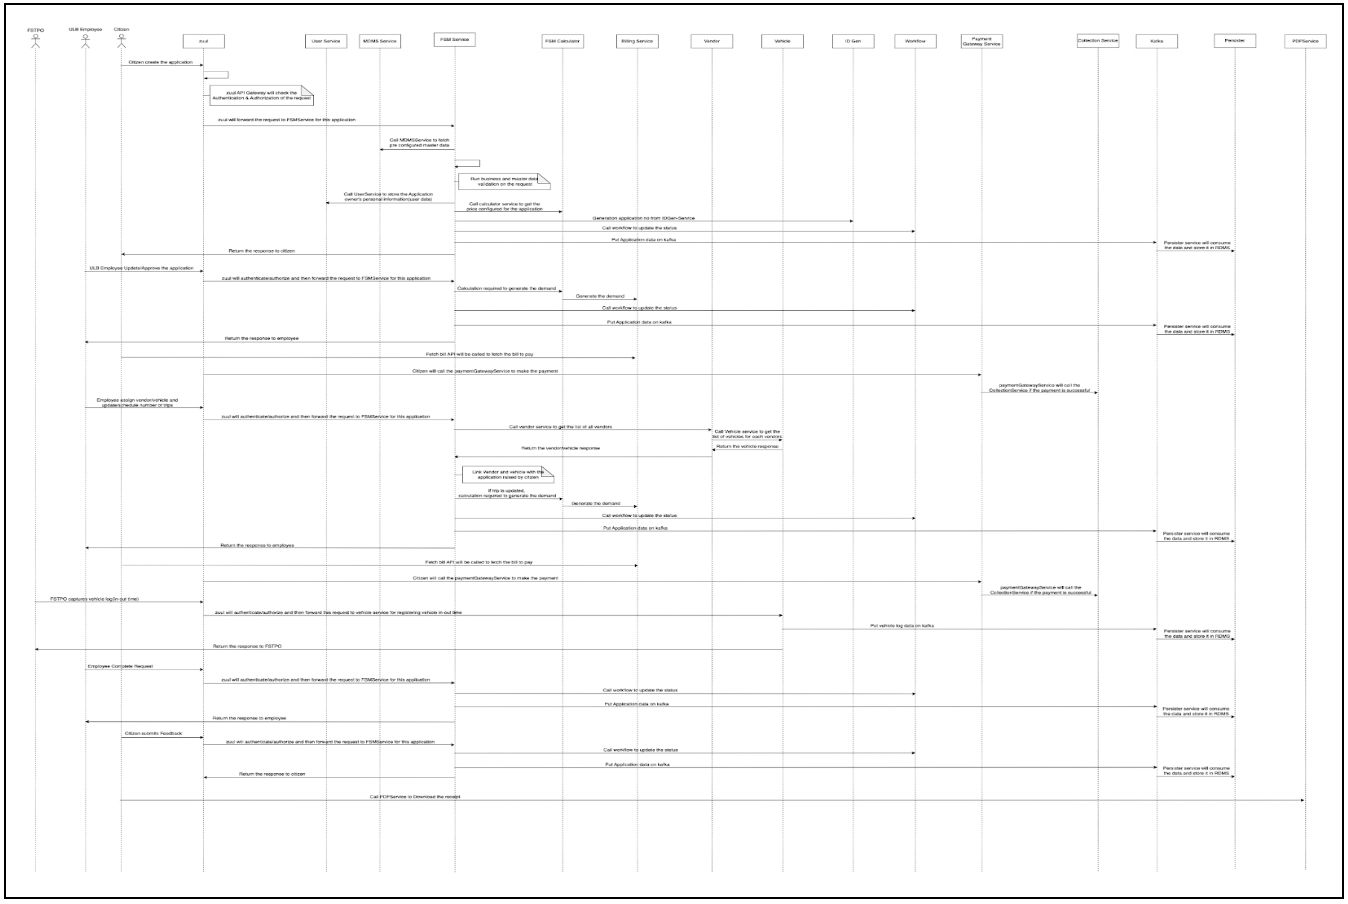 FSTPO
ULB Employee
Citizen
zuul
User Service
MDMS Service
FSM Service
FSM Calculator
Billing Service
Vendor
Vehicle
ID Gen
Workflow
Payment
Gateway Service
Collection Service
Kafka
Persister
PDFService
Citizen create the application
zuul API Gateway will check the
Authentication & Authorization of the request
zuul will forward the request to FSMService for this application
Call MDMSService to fetch
pre configured master data
Run business and master data
validation on the request
Call UserService to store the Application
owner's personal information(user data)
Call calculator service to get the
price configured for the application
Generation application no from IDGen-Service
Call workflow to update the status
Put Application data on kafka
Persister service will consume
the data and store it in RDMS
Return the response to citizen
ULB Employee Update/Approve the application
zuul will authenticate/authorize and then forward the request to FSMService for this application
Calculation required to generate the demand
Generate the demand
Call workflow to update the status
Put Application data on kafka
Persister service will consume
the data and store it in RDMS
Return the response to employee
Fetch bill API will be called to fetch the bill to pay
Citizen will call the paymentGatewayService to make the payment
paymentGatewayService will call the
CollectionService if the payment is successful
Employee assign vendor/vehicle and
update/schedule number of trips
zuul will authenticate/authorize and then forward the request to FSMService for this application
Call vendor service to get the list of all vendors
Call Vehicle service to get the
list of vehicles for each vendors
Return the vehicle response
Return the vendor/vehicle response
Link Vendor and vehicle with the
application raised by citizen
If trip is updated,
calculation required to generate the demand
Generate the demand
Call workflow to update the status
Put Application data on kafka
Persister service will consume
the data and store it in RDMS
Return the response to employee
Fetch bill API will be called to fetch the bill to pay
Citizen will call the paymentGatewayService to make the payment
paymentGatewayService will call the
CollectionService if the payment is successful
FSTPO captures vehicle log(in out time)
zuul will authenticate/authorize and then forward this request to vehicle service for registering vehicle in-out time
Put vehicle log data on kafka
Persister service will consume
the data and store it in RDMS
Return the response to FSTPO
Employee Complete Request
zuul will authenticate/authorize and then forward the request to FSMService for this application
Call workflow to update the status
Put Application data on kafka
Persister service will consume
the data and store it in RDMS
Return the response to employee
Citizen submits Feedback
zuul will authenticate/authorize and then forward the request to FSMService for this application
Call workflow to update the status
Put Application data on kafka
Persister service will consume
the data and store it in RDMS
Return the response to citizen
Call PDFService to Download the receipt